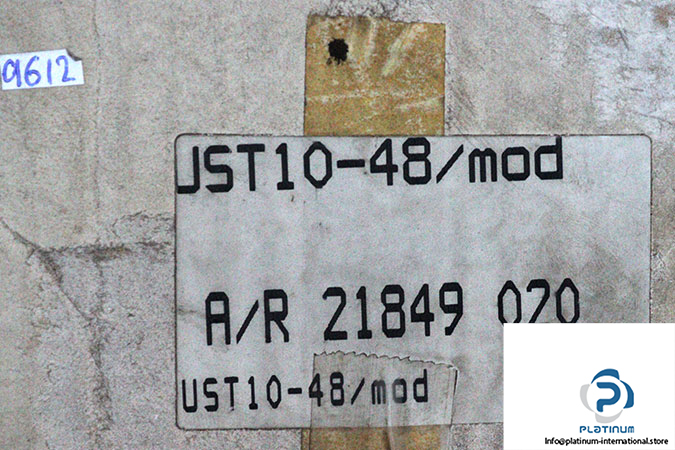 9612
UST10-48/mod
A/R 21849 020
UST10-48/mod
PLATINUM
Info@platinum-international.store